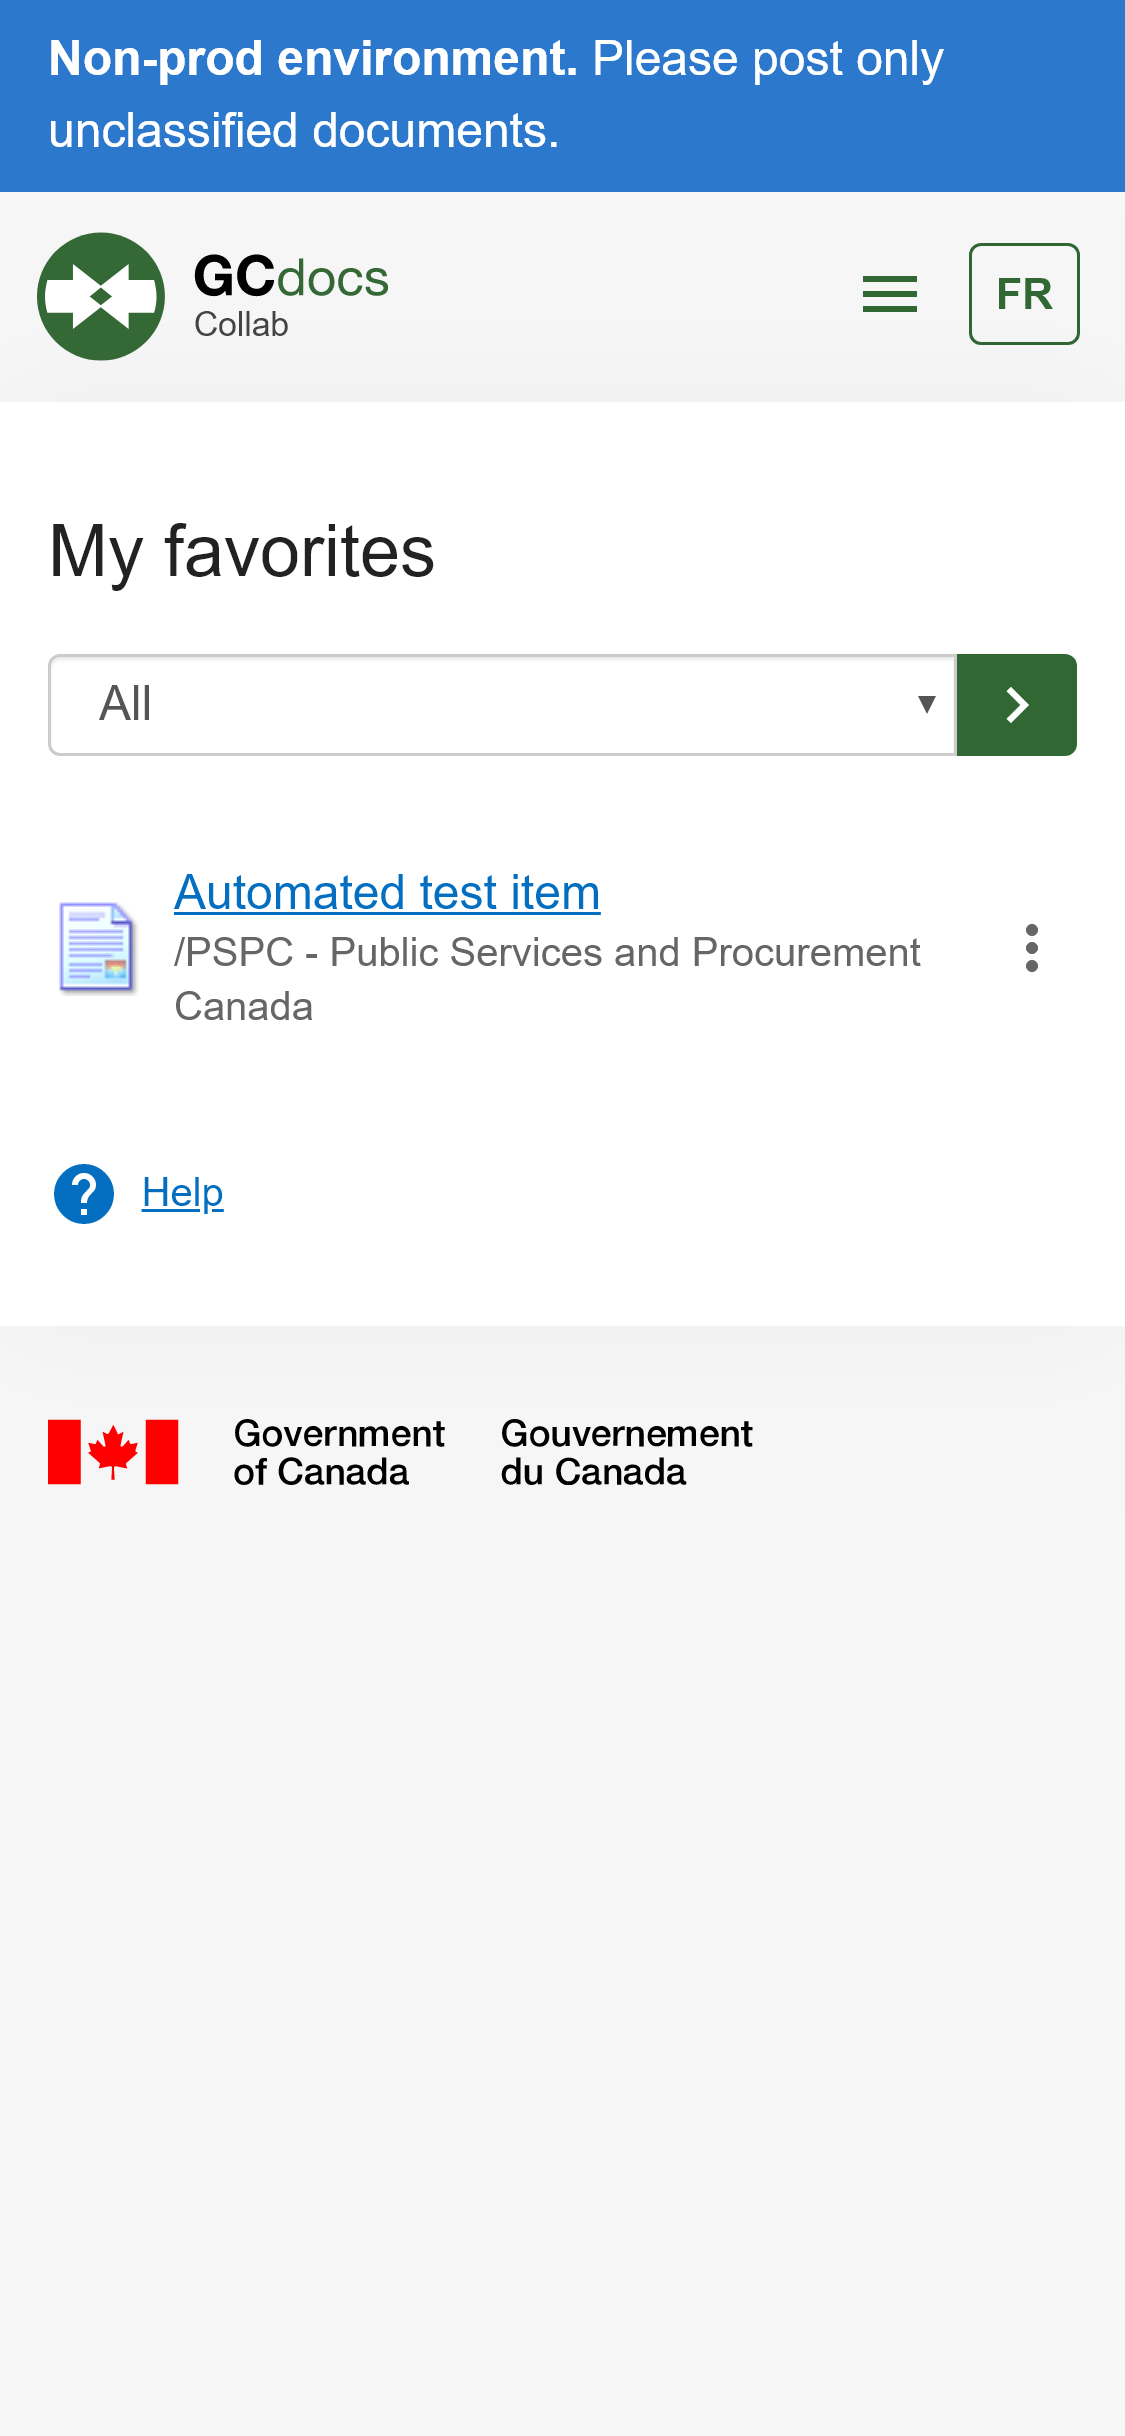 Non-prod environment. Please post only
unclassified documents.
GCdocs
Collab
FR
My favorites
All
Automated test item
/PSPC - Public Services and Procurement
Canada
Help
Government
of Canada
Gouvernement
du Canada